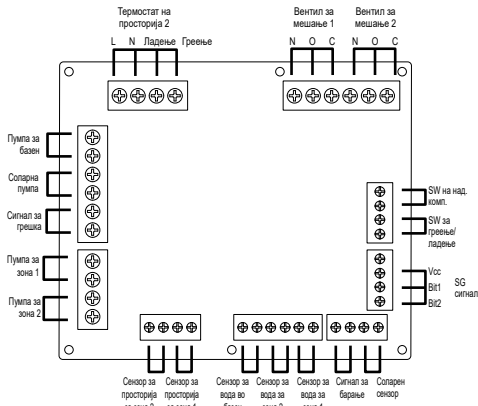 Термостат на
просторија 2
L N Ладење Греење
Вентил за
мешање 1
N O C
Вентил за
мешање 2
N O C
Пумпа за
базен
Соларна
пумпа
Сигнал за
грешка
Пумпа за
зона 1
Пумпа за
зона 2
SW на над.
комп.
SW за
греење/
ладење
Vcc
Bit1
Bit2
SG
сигнал
Сензор за
просторија
Сензор за
просторија
Сензор за
вода во
Сензор за
вода за
Сензор за
вода за
Сигнал за
барање
Соларен
сензор